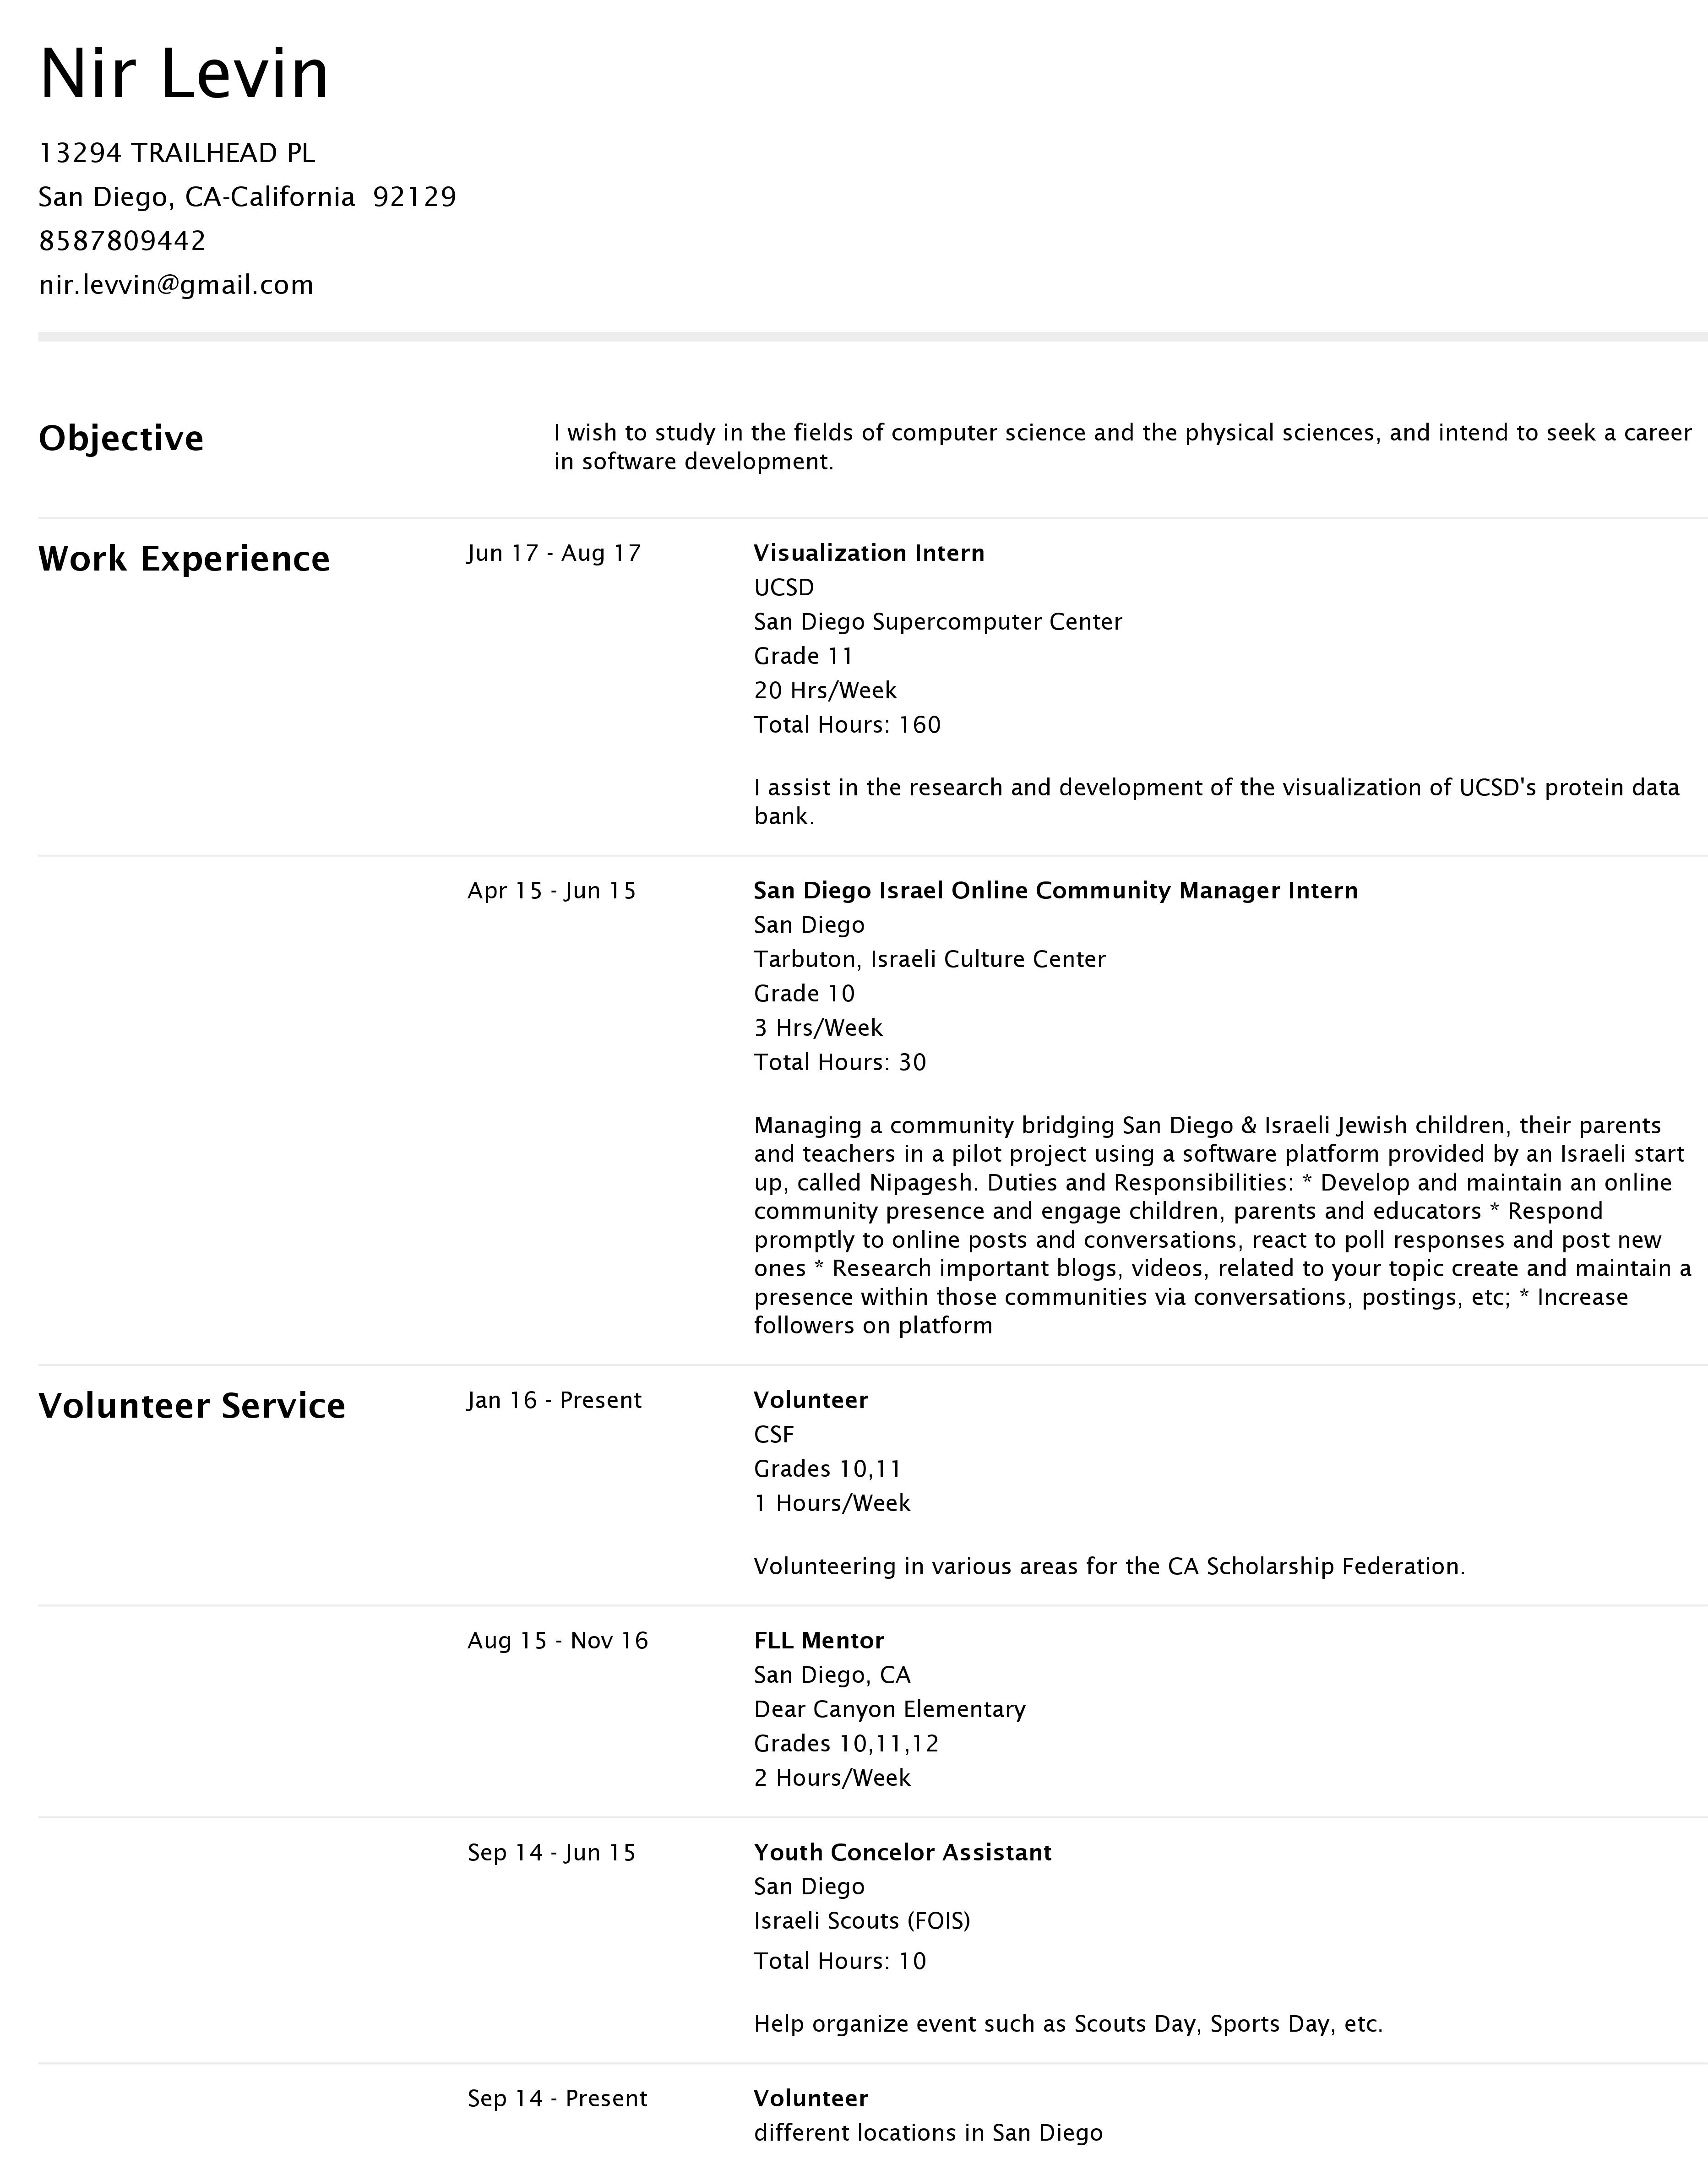 Nir Levin
13294 TRAILHEAD PL
San Diego, CA-California  92129
8587809442
nir.levvin@gmail.com
Objective
I wish to study in the fields of computer science and the physical sciences, and intend to seek a career
in software development.
Work Experience
Jun 17 - Aug 17
Visualization Intern
UCSD
San Diego Supercomputer Center
Grade 11
20 Hrs/Week
Total Hours: 160
I assist in the research and development of the visualization of UCSD's protein data
bank.
Apr 15 - Jun 15
San Diego Israel Online Community Manager Intern
San Diego
Tarbuton, Israeli Culture Center
Grade 10
3 Hrs/Week
Total Hours: 30
Managing a community bridging San Diego & Israeli Jewish children, their parents
and teachers in a pilot project using a software platform provided by an Israeli start
up, called Nipagesh. Duties and Responsibilities: * Develop and maintain an online
community presence and engage children, parents and educators * Respond
promptly to online posts and conversations, react to poll responses and post new
ones * Research important blogs, videos, related to your topic create and maintain a
presence within those communities via conversations, postings, etc; * Increase
followers on platform
Volunteer Service
Jan 16 - Present
Volunteer
CSF
Grades 10,11
1 Hours/Week
Volunteering in various areas for the CA Scholarship Federation.
Aug 15 - Nov 16
FLL Mentor
San Diego, CA
Dear Canyon Elementary
Grades 10,11,12
2 Hours/Week
Sep 14 - Jun 15
Youth Concelor Assistant
San Diego
Israeli Scouts (FOIS)
Total Hours: 10
Help organize event such as Scouts Day, Sports Day, etc.
Sep 14 - Present
Volunteer
different locations in San Diego